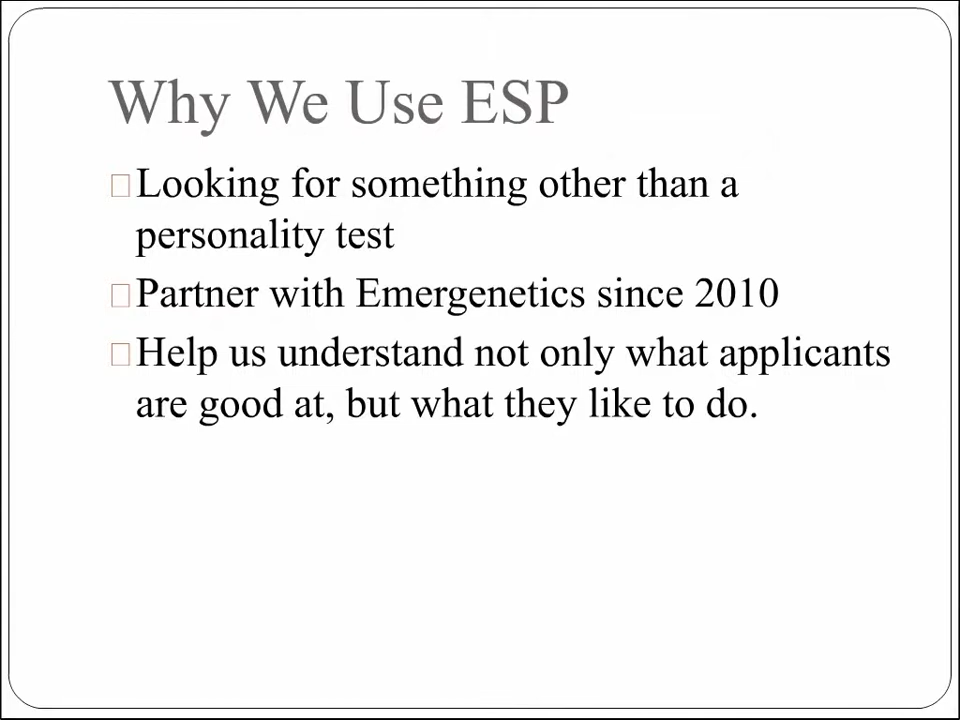 Why We Use ESP
Looking for something other than a
personality test
Partner with Emergenetics since 2010
Help us understand not only what applicants
are good at, but what they like to do.